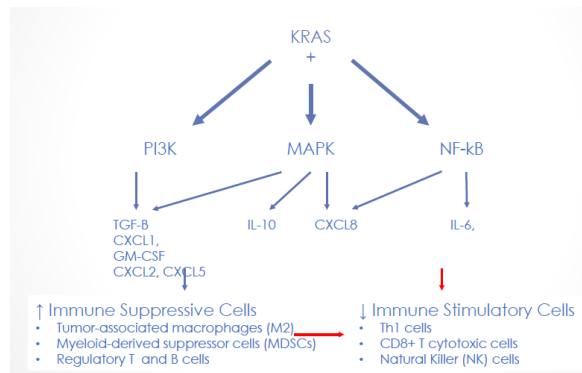 KRAS
+
PI3K
MAPK
NF-kB
TGF-B
CXCL1,
GM-CSF
CXCL2, CXCL5
IL-10
CXCL8
IL-6,
↑ Immune Suppressive Cells
• Tumor-associated macrophages (M2)
• Myeloid-derived suppressor cells (MDSCs)
• Regulatory T and B cells
↓ Immune Stimulatory Cells
• Th1 cells
• CD8+ T cytotoxic cells
• Natural Killer (NK) cells